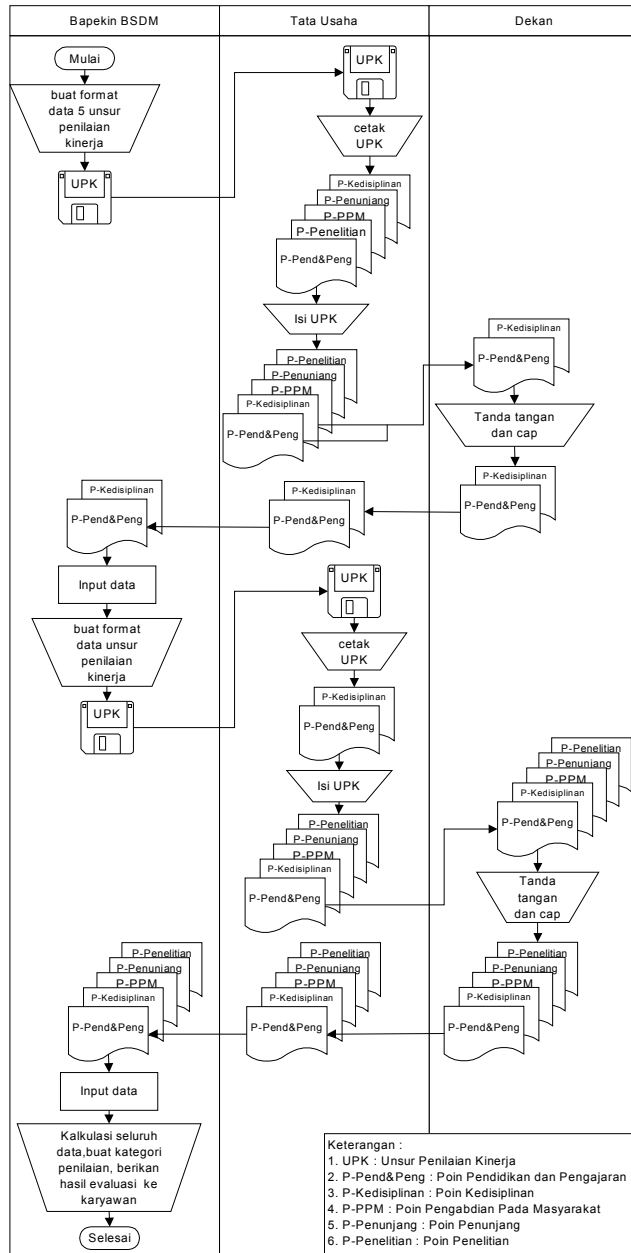 Bapekin BSDM
Tata Usaha
Dekan
Mulai
buat format
data 5 unsur
penilaian
kinerja
UPK
UPK
cetak
UPK
P-Kedisiplinan
P-Penunjang
P-PPM
P-Penelitian
P-Pend&Peng
Isi UPK
P-Penelitian
P-Penunjang
P-PPM
P-Kedisiplinan
P-Pend&Peng
P-Kedisiplinan
P-Pend&Peng
Tanda tangan
dan cap
P-Kedisiplinan
P-Pend&Peng
P-Kedisiplinan
P-Pend&Peng
P-Kedisiplinan
P-Pend&Peng
Input data
buat format
data unsur
penilaian
kinerja
UPK
UPK
cetak
UPK
P-Kedisiplinan
P-Pend&Peng
Isi UPK
P-Penelitian
P-Penunjang
P-PPM
P-Kedisiplinan
P-Pend&Peng
P-Penelitian
P-Penunjang
P-PPM
P-Kedisiplinan
P-Pend&Peng
Tanda
tangan
dan cap
P-Penelitian
P-Penunjang
P-PPM
P-Kedisiplinan
P-Pend&Peng
P-Penelitian
P-Penunjang
P-PPM
P-Kedisiplinan
P-Pend&Peng
P-Penelitian
P-Penunjang
P-PPM
P-Kedisiplinan
P-Pend&Peng
Input data
Kalkulasi seluruh
data,buat kategori
penilaian, berikan
hasil evaluasi ke
karyawan
Selesai
Keterangan :
1. UPK : Unsur Penilaian Kinerja
2. P-Pend&Peng : Poin Pendidikan dan Pengajaran
3. P-Kedisiplinan : Poin Kedisiplinan
4. P-PPM : Poin Pengabdian Pada Masyarakat
5. P-Penunjang : Poin Penunjang
6. P-Penelitian : Poin Penelitian